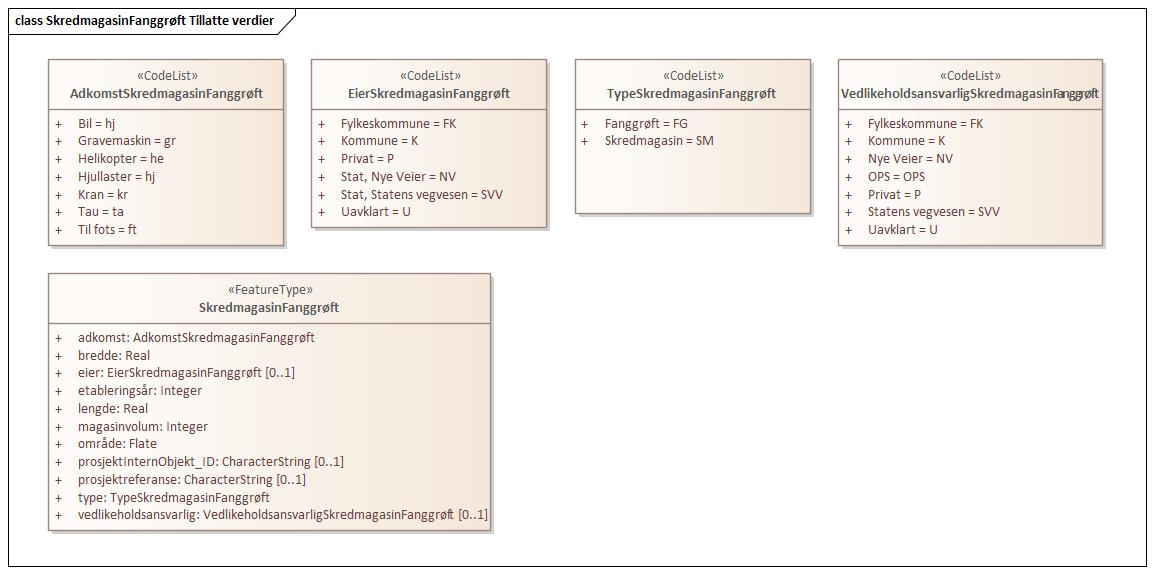 class SkredmagasinFanggrøft Tillatte verdier
«CodeList»
AdkomstSkredmagasinFanggrøft
+ Bil = hj
+ Gravemaskin = gr
+ Helikopter = he
+ Hjullaster = hj
+ Kran = kr
+ Tau = ta
+ Til fots = ft
«CodeList»
EierSkredmagasinFanggrøft
+ Fylkeskommune = FK
+ Kommune = K
+ Privat = P
+ Stat, Nye Veier = NV
+ Stat, Statens vegvesen = SVV
+ Uavklart = U
«CodeList»
TypeSkredmagasinFanggrøft
+ Fanggrøft = FG
+ Skredmagasin = SM
«CodeList»
VedlikeholdsansvarligSkredmagasinFanggrøft
+ Fylkeskommune = FK
+ Kommune = K
+ Nye Veier = NV
+ OPS = OPS
+ Privat = P
+ Statens vegvesen = SVV
+ Uavklart = U
«FeatureType»
SkredmagasinFanggrøft
+ adkomst: AdkomstSkredmagasinFanggrøft
+ bredde: Real
+ eier: EierSkredmagasinFanggrøft [0..1]
+ etableringsår: Integer
+ lengde: Real
+ magasinvolum: Integer
+ område: Flate
+ prosjektInternObjekt_ID: CharacterString [0..1]
+ prosjektreferanse: CharacterString [0..1]
+ type: TypeSkredmagasinFanggrøft
+ vedlikeholdsansvarlig: VedlikeholdsansvarligSkredmagasinFanggrøft [0..1]